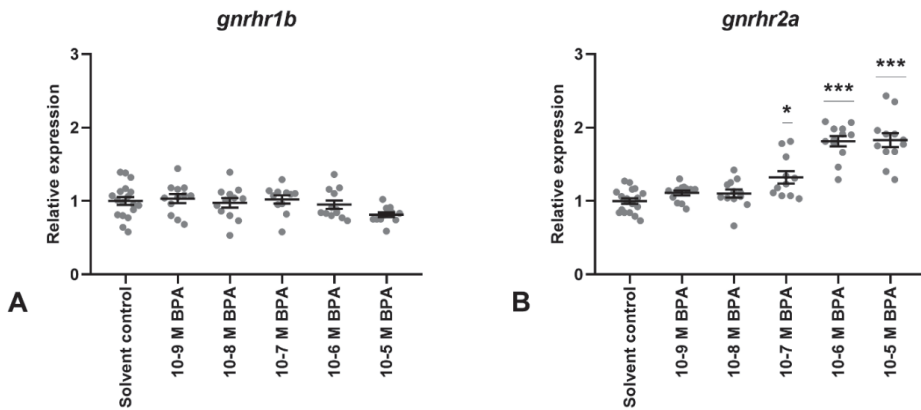 gnrhr1b
3
2
1
0
Relative expression
Solvent control
10-9 M BPA
10-8 M BPA
10-7 M BPA
10-6 M BPA
10-5 M BPA
A
gnrhr2a
3
2
1
0
Relative expression
*
***
***
Solvent control
10-9 M BPA
10-8 M BPA
10-7 M BPA
10-6 M BPA
10-5 M BPA
B